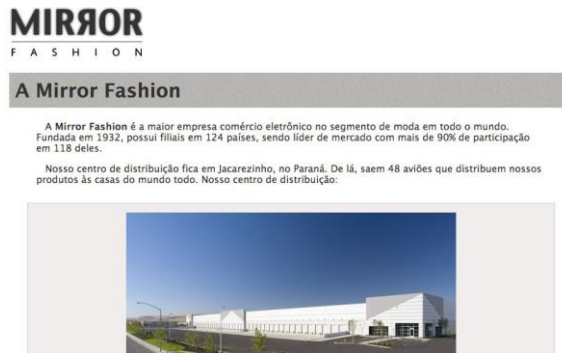 MIRROR
FASHION
A Mirror Fashion
A Mirror Fashion é a maior empresa comércio eletrônico no segmento de moda em todo o mundo.
Fundada em 1932, possui filiais em 124 países, sendo líder de mercado com mais de 90% de participação
em 118 deles.
Nosso centro de distribuição fica em Jacarezinho, no Paraná. De lá, saem 48 aviões que distribuem nossos
produtos às casas do mundo todo. Nosso centro de distribuição: